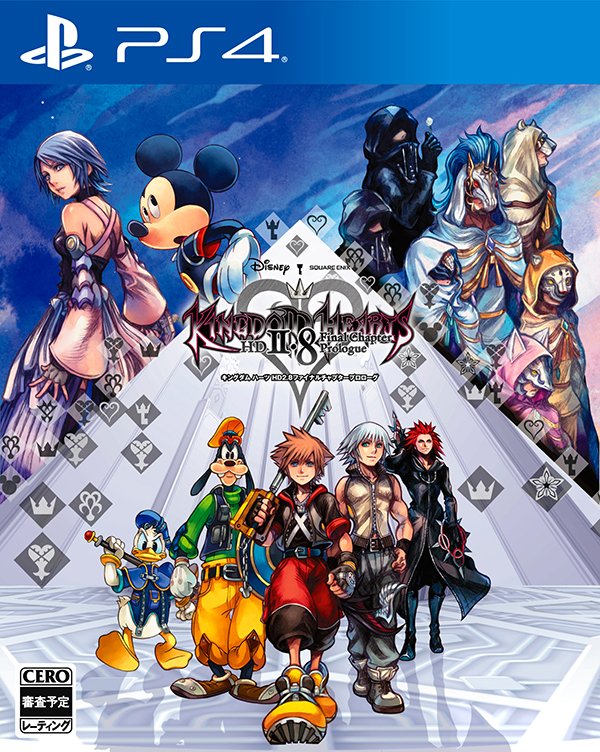 PS4
Disney
SQUARE ENIX
KINGDOM HEARTS
HD II.8 Final Chapter
Prologue
キングダム ハーツ HD2.8ファイナルチャプタープロローグ
CERO
審査予定
レーティング